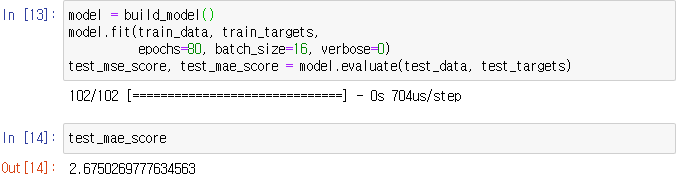 In [13]: model = build_model()
model.fit(train_data, train_targets,
epochs=80, batch_size=16, verbose=0)
test_mse_score, test_mae_score = model.evaluate(test_data, test_targets)
102/102 [==============================] - 0s 704us/step
In [14]: test_mae_score
Out[14]: 2.6750269777634563